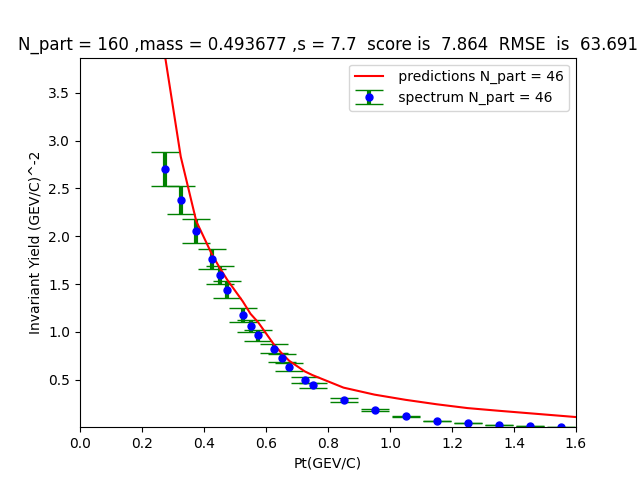 N_part = 160 ,mass = 0.493677 ,s = 7.7  score is  7.864  RMSE  is  63.691
predictions N_part = 46
spectrum N_part = 46
Invariant Yield (GEV/C)^-2
3.5
3.0
2.5
2.0
1.5
1.0
0.5
0.0 0.2 0.4 0.6 0.8 1.0 1.2 1.4 1.6
Pt(GEV/C)